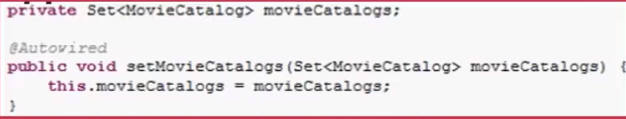 private Set<MovieCatalog> movieCatalogs;
@Autowired
public void setMovieCatalogs(Set<MovieCatalog> movieCatalogs) {
this.movieCatalogs = movieCatalogs;
}